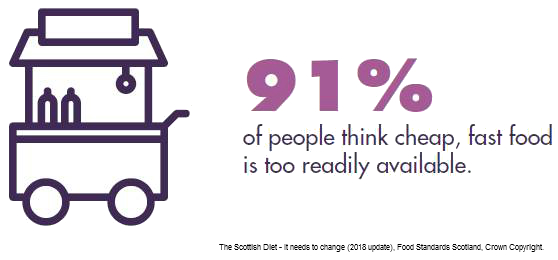 91%
of people think cheap, fast food
is too readily available.
The Scottish Diet - it needs to change (2018 update), Food Standards Scotland, Crown Copyright.